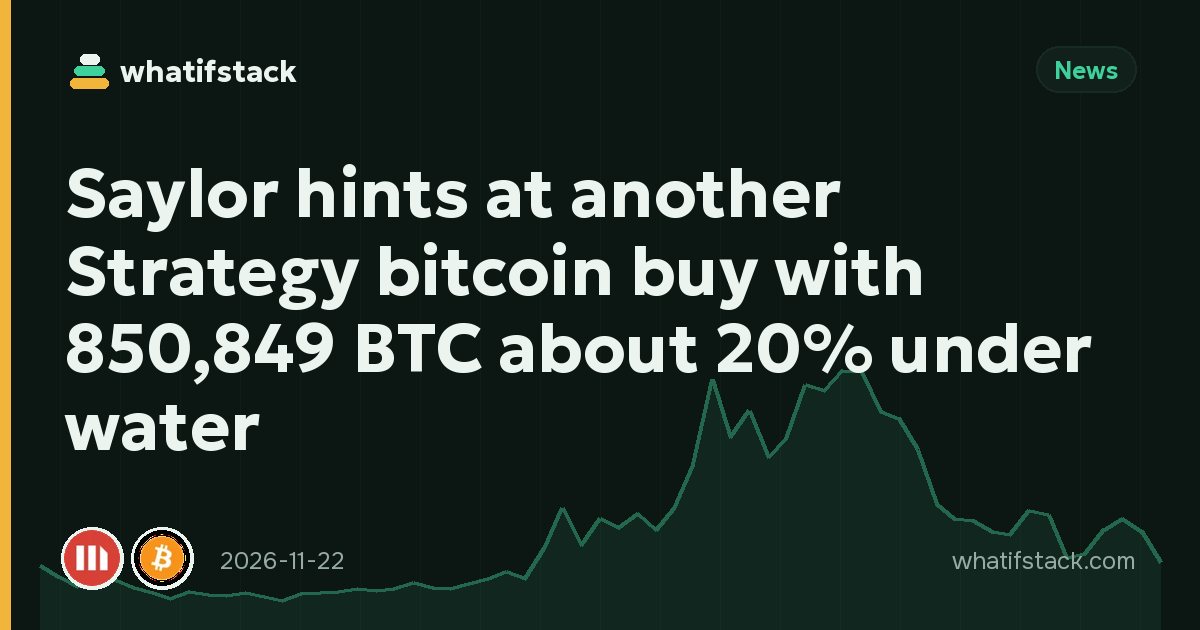 whatifstack
News
Saylor hints at another
Strategy bitcoin buy with
850,849 BTC about 20% under
water
2026-11-22
whatifstack.com